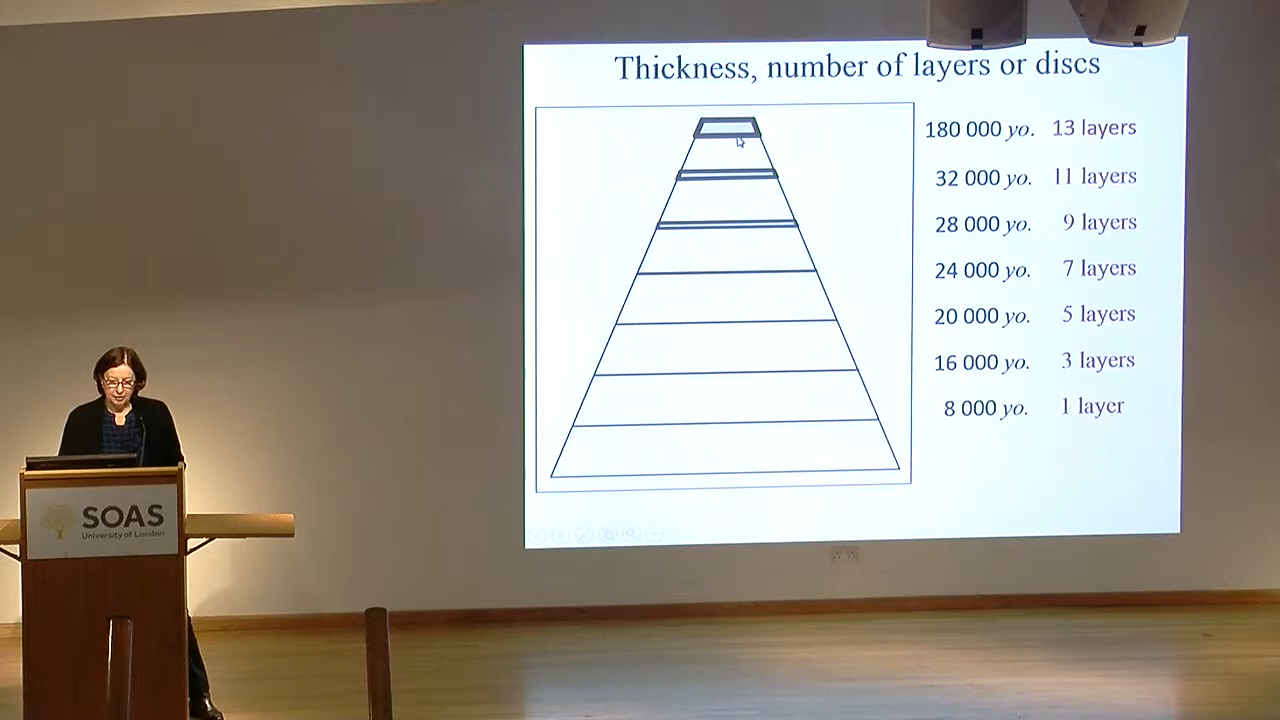 Thickness, number of layers or discs
180 000 yo. 13 layers
32 000 yo. 11 layers
28 000 yo. 9 layers
24 000 yo. 7 layers
20 000 yo. 5 layers
16 000 yo. 3 layers
8 000 yo. 1 layer
SOAS
University of London